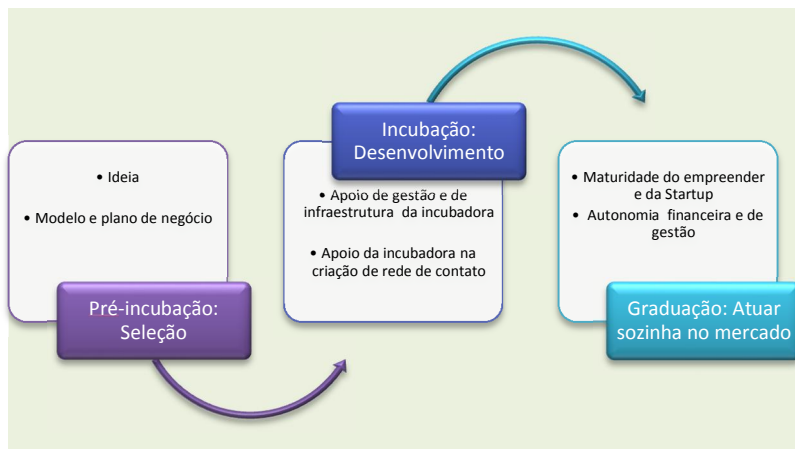 • Ideia
• Modelo e plano de negócio
Pré-incubação:
Seleção
Incubação:
Desenvolvimento
• Apoio de gestão e de
infraestrutura da incubadora
• Apoio da incubadora na
criação de rede de contato
• Maturidade do empreender
e da Startup
• Autonomia financeira e de
gestão
Graduação: Atuar
sozinha no mercado